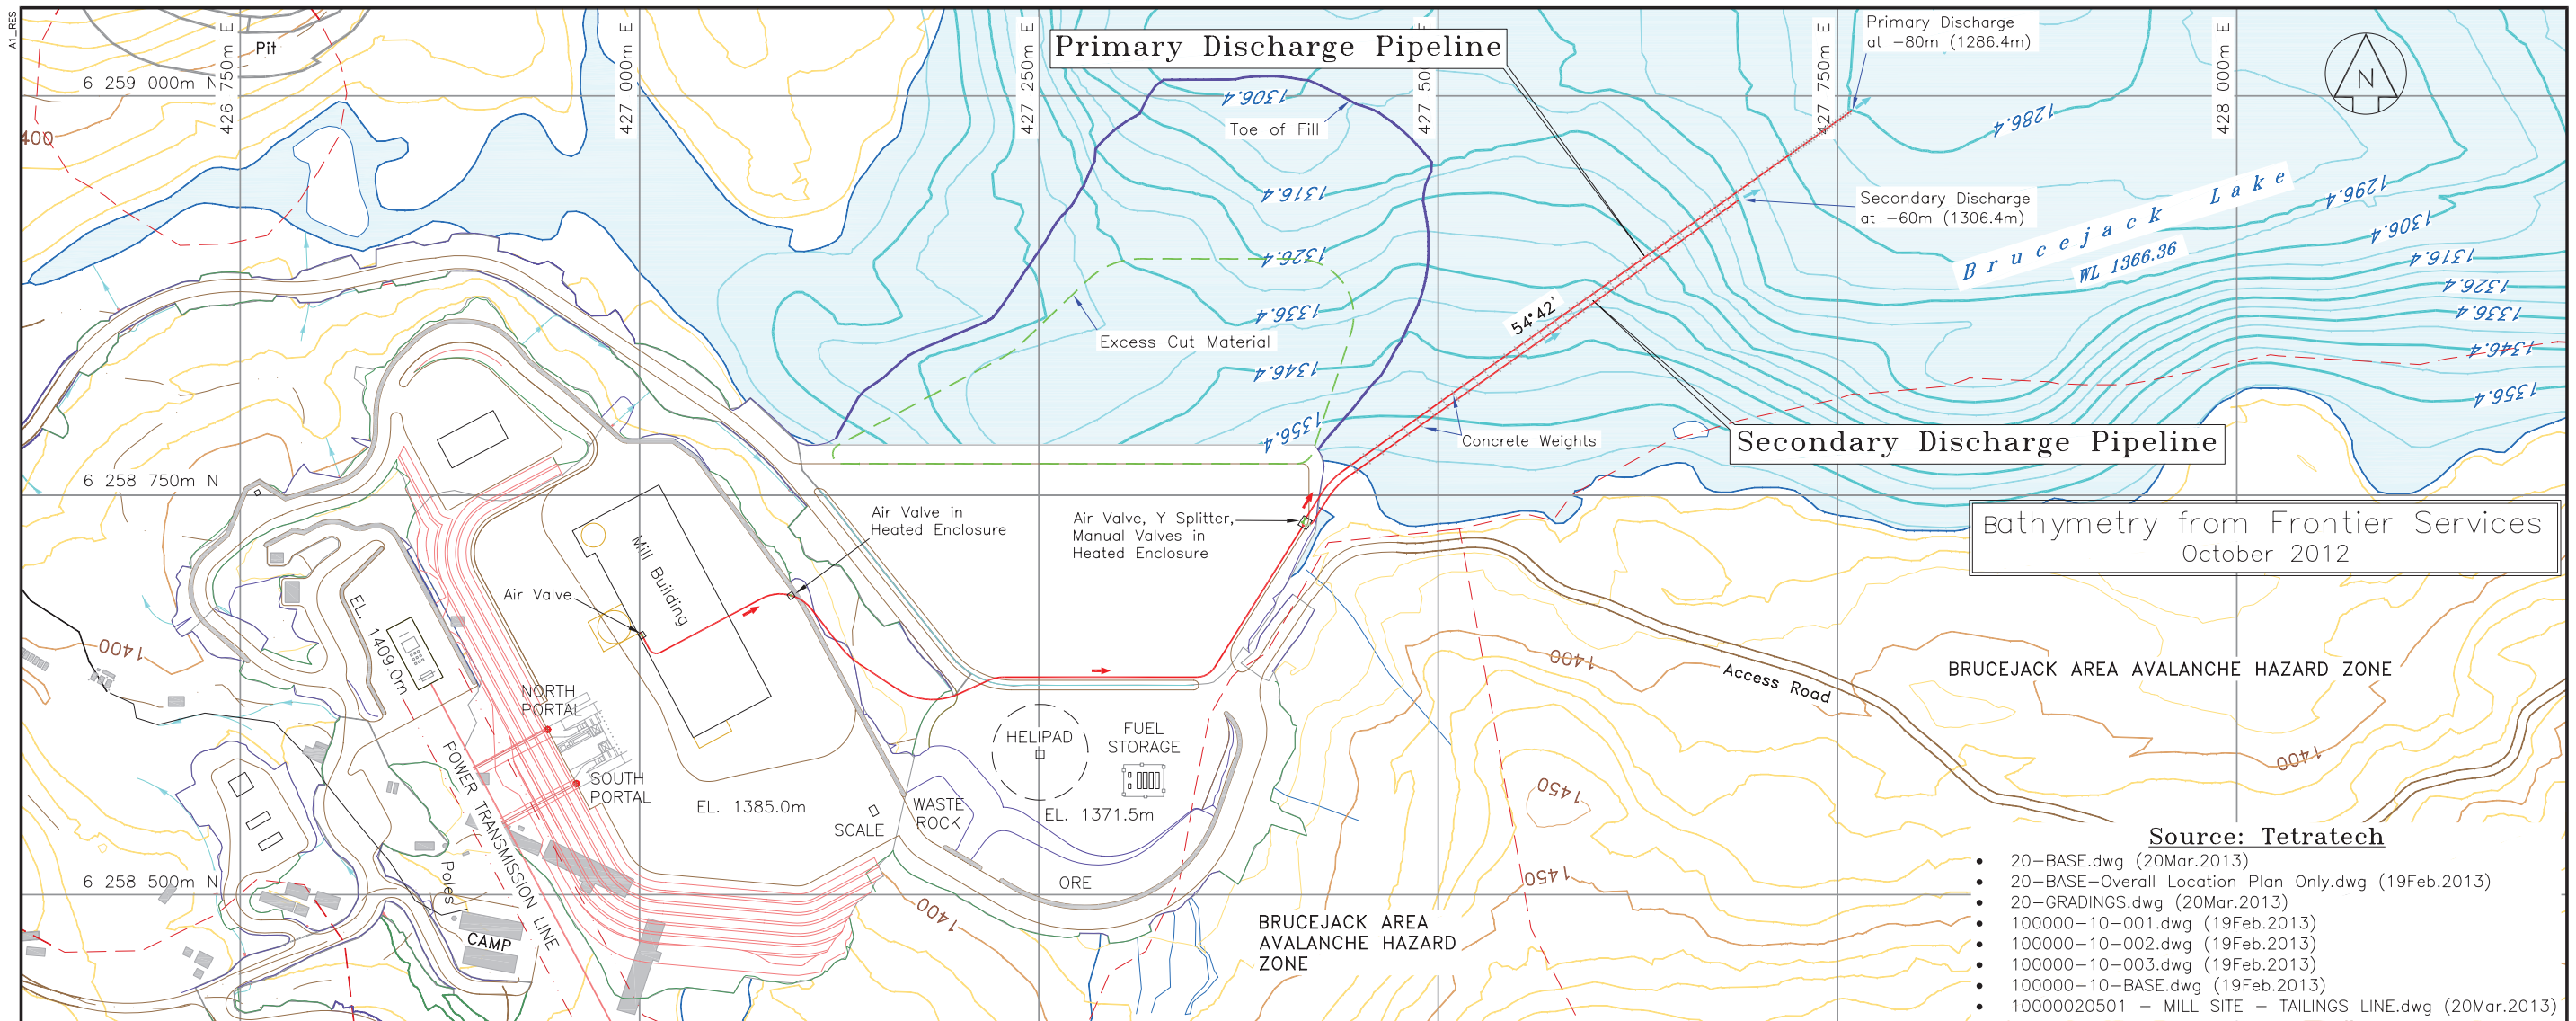 A1_RES
Pit
6 259 000m N
426 750m E
427 000m E
427 250m E
427 750m E
428 000m E
400
Primary Discharge Pipeline
Primary Discharge
at -80m (1286.4m)
N
1306.4
Toe of Fill
1286.4
1316.4
Secondary Discharge
at -60m (1306.4m)
Brucejack Lake
WL 1366.36
1296.4
1306.4
1316.4
1326.4
1336.4
1346.4
1356.4
1326.4
1336.4
1346.4
1356.4
Excess Cut Material
54°42'
Concrete Weights
Secondary Discharge Pipeline
6 258 750m N
Bathymetry from Frontier Services
October 2012
Air Valve in
Heated Enclosure
Air Valve, Y Splitter,
Manual Valves in
Heated Enclosure
Mill Building
Air Valve
EL. 1409.0m
1400
1400
Access Road
BRUCEJACK AREA AVALANCHE HAZARD ZONE
NORTH
PORTAL
SOUTH
PORTAL
POWER TRANSMISSION LINE
Poles
CAMP
EL. 1385.0m
SCALE
WASTE
ROCK
HELIPAD
FUEL
STORAGE
EL. 1371.5m
ORE
1400
1450
1450
1400
6 258 500m N
BRUCEJACK AREA
AVALANCHE HAZARD
ZONE
Source: Tetratech
• 20-BASE.dwg (20Mar.2013)
• 20-BASE-Overall Location Plan Only.dwg (19Feb.2013)
• 20-GRADINGS.dwg (20Mar.2013)
• 100000-10-001.dwg (19Feb.2013)
• 100000-10-002.dwg (19Feb.2013)
• 100000-10-003.dwg (19Feb.2013)
• 100000-10-BASE.dwg (19Feb.2013)
• 10000020501 - MILL SITE - TAILINGS LINE.dwg (20Mar.2013)